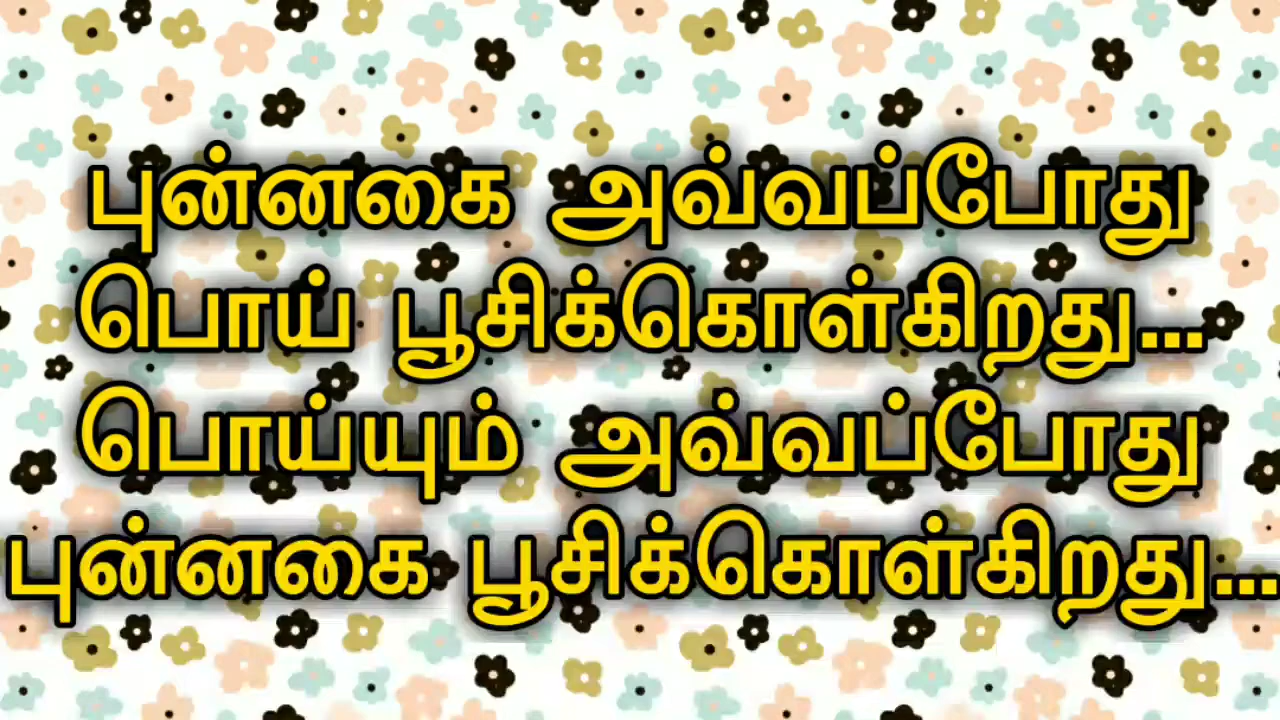 புன்னகை அவ்வப்போது
பொய் பூசிக்கொள்கிறது...
பொய்யும் அவ்வப்போது
புன்னகை பூசிக்கொள்கிறது...